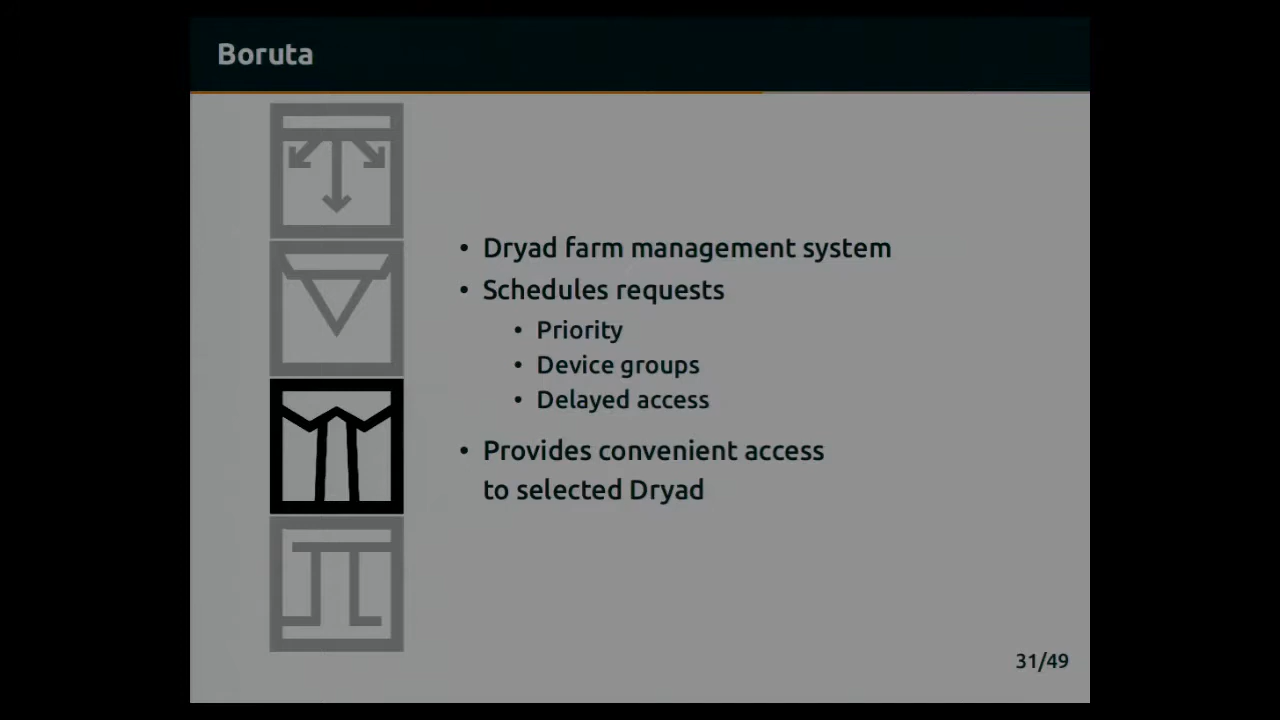 Boruta
• Dryad farm management system
• Schedules requests
• Priority
• Device groups
• Delayed access
• Provides convenient access
to selected Dryad
31/49